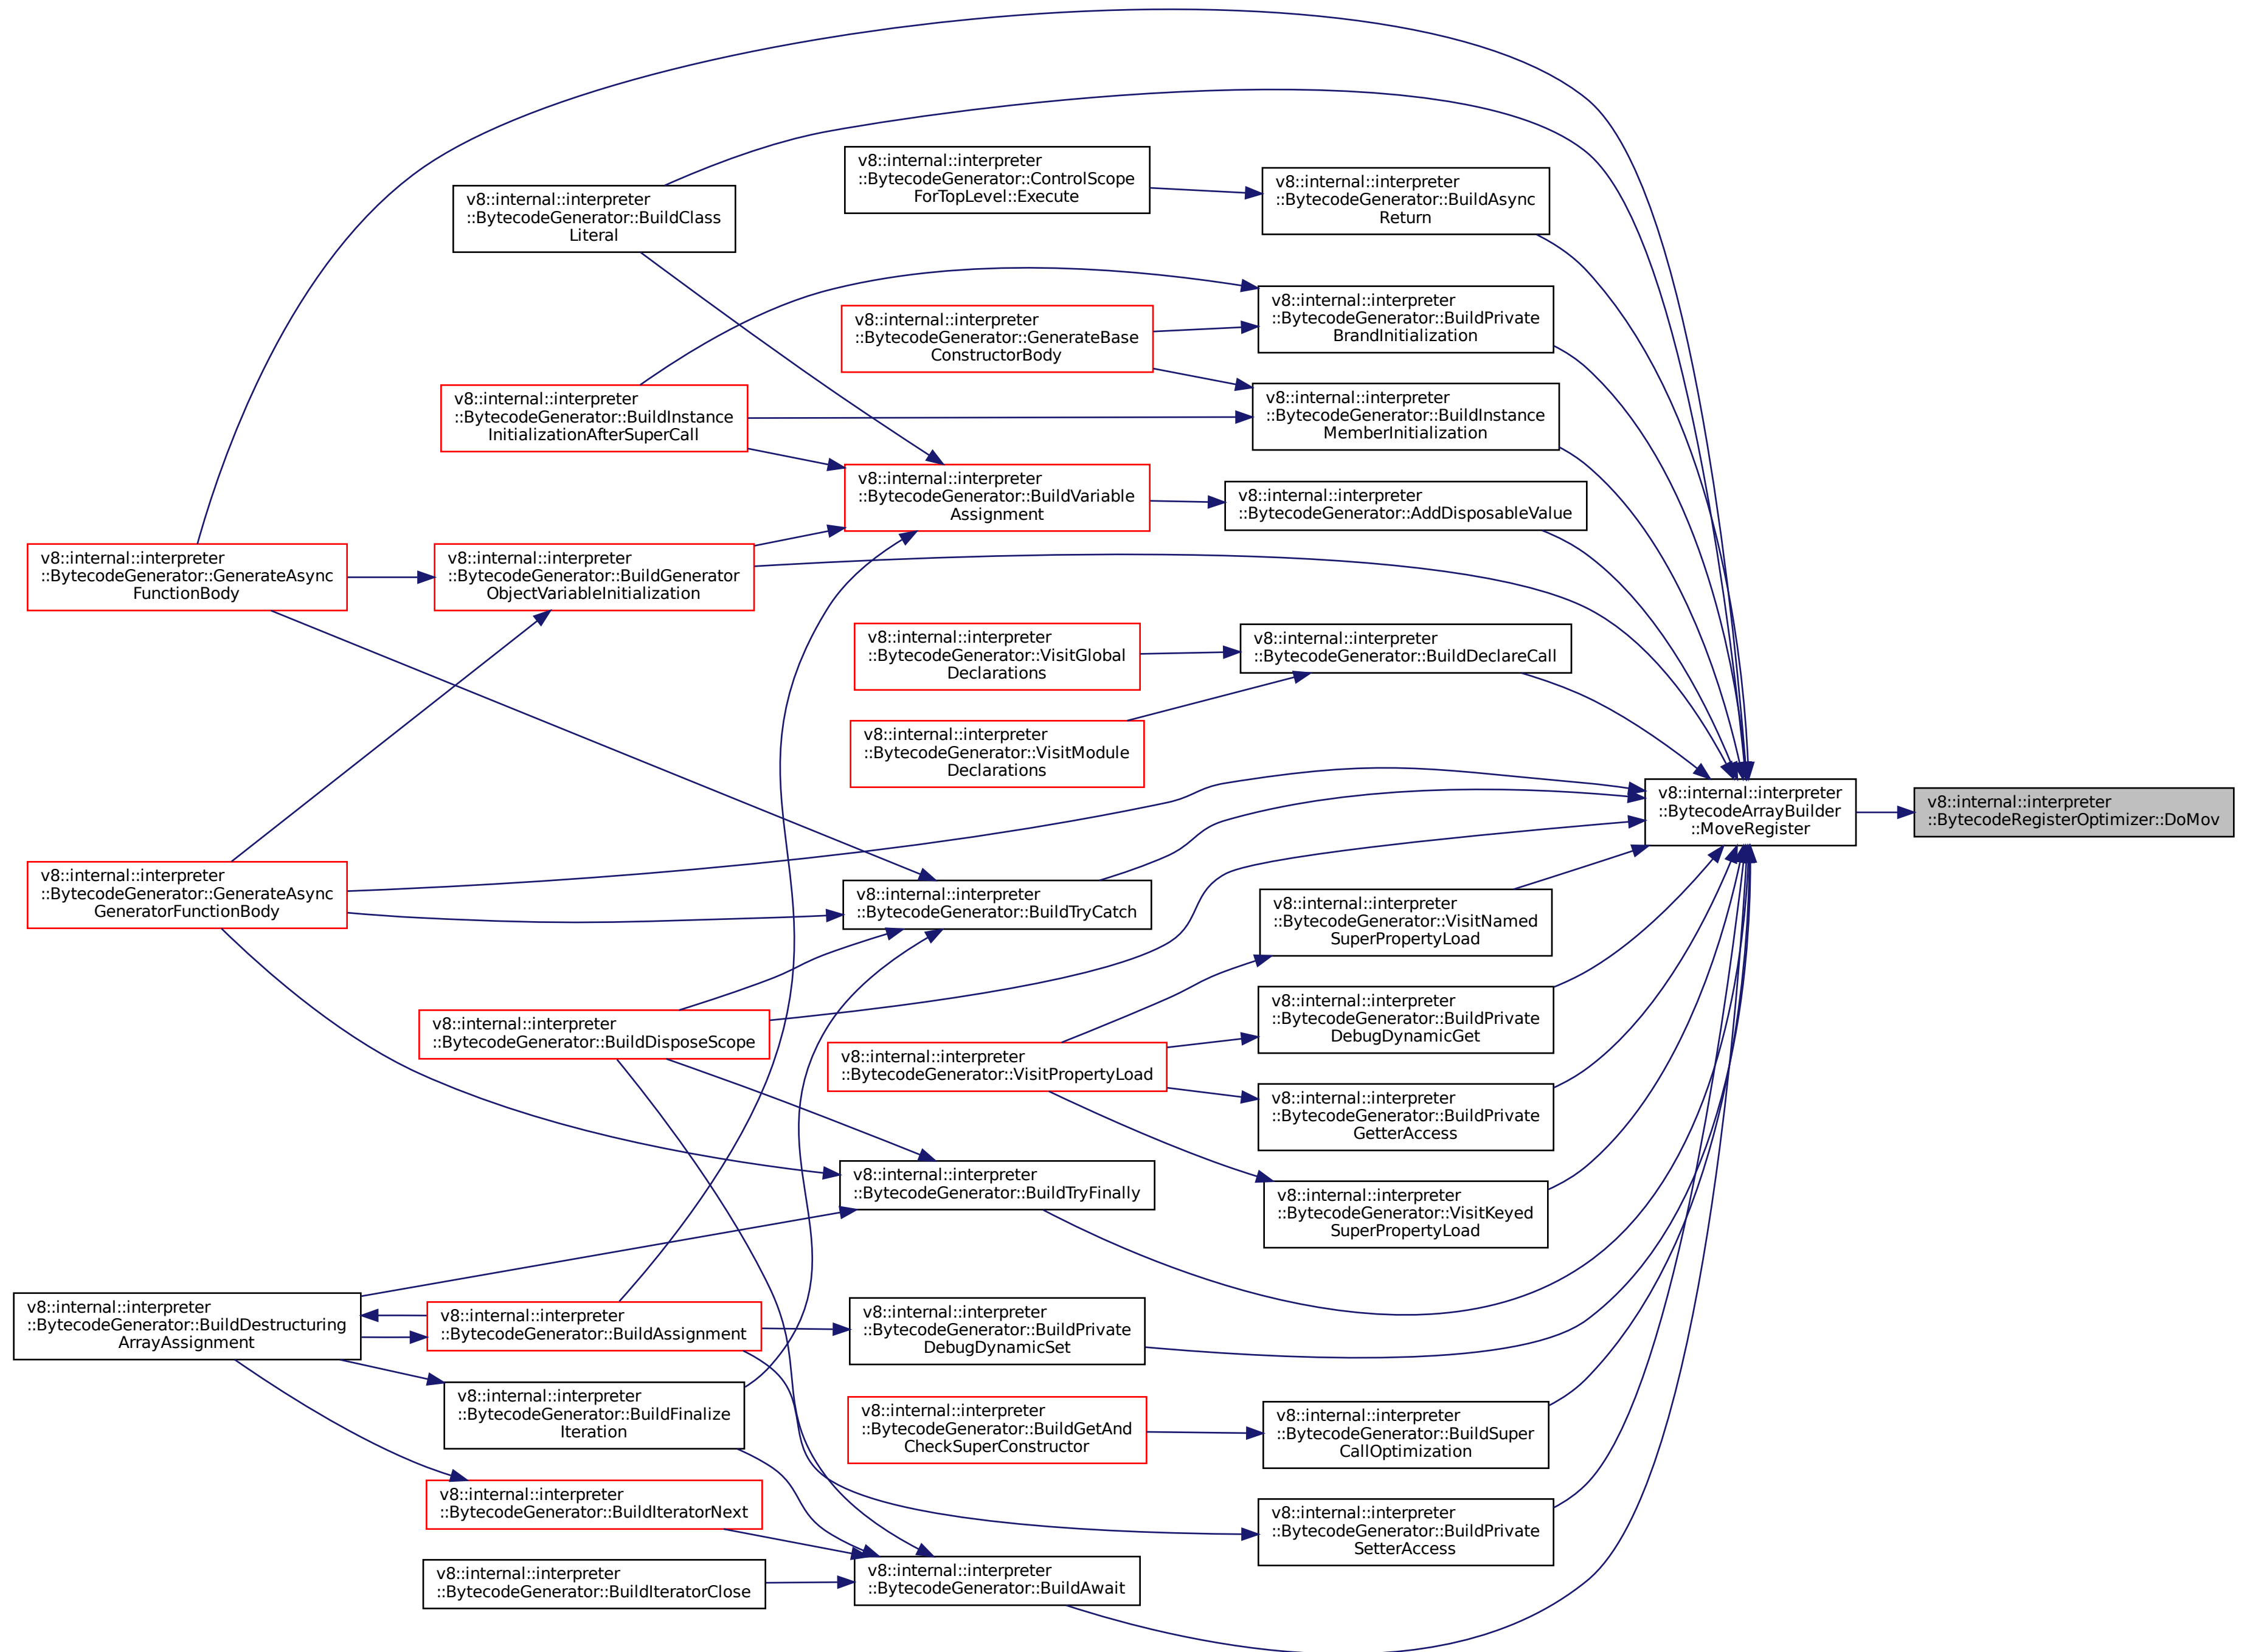 v8::internal::interpreter
::BytecodeGenerator::ControlScope
ForTopLevel::Execute
v8::internal::interpreter
::BytecodeGenerator::BuildAsync
Return
v8::internal::interpreter
::BytecodeGenerator::BuildClass
Literal
v8::internal::interpreter
::BytecodeGenerator::BuildPrivate
BrandInitialization
v8::internal::interpreter
::BytecodeGenerator::GenerateBase
ConstructorBody
v8::internal::interpreter
::BytecodeGenerator::BuildInstance
InitializationAfterSuperCall
v8::internal::interpreter
::BytecodeGenerator::BuildInstance
MemberInitialization
v8::internal::interpreter
::BytecodeGenerator::BuildVariable
Assignment
v8::internal::interpreter
::BytecodeGenerator::AddDisposableValue
v8::internal::interpreter
::BytecodeGenerator::GenerateAsync
FunctionBody
v8::internal::interpreter
::BytecodeGenerator::BuildGenerator
ObjectVariableInitialization
v8::internal::interpreter
::BytecodeGenerator::VisitGlobal
Declarations
v8::internal::interpreter
::BytecodeGenerator::BuildDeclareCall
v8::internal::interpreter
::BytecodeGenerator::VisitModule
Declarations
v8::internal::interpreter
::BytecodeArrayBuilder
::MoveRegister
v8::internal::interpreter
::BytecodeRegisterOptimizer::DoMov
v8::internal::interpreter
::BytecodeGenerator::GenerateAsync
GeneratorFunctionBody
v8::internal::interpreter
::BytecodeGenerator::BuildTryCatch
v8::internal::interpreter
::BytecodeGenerator::VisitNamed
SuperPropertyLoad
v8::internal::interpreter
::BytecodeGenerator::BuildPrivate
DebugDynamicGet
v8::internal::interpreter
::BytecodeGenerator::BuildDisposeScope
v8::internal::interpreter
::BytecodeGenerator::VisitPropertyLoad
v8::internal::interpreter
::BytecodeGenerator::BuildPrivate
GetterAccess
v8::internal::interpreter
::BytecodeGenerator::BuildTryFinally
v8::internal::interpreter
::BytecodeGenerator::VisitKeyed
SuperPropertyLoad
v8::internal::interpreter
::BytecodeGenerator::BuildDestructuring
ArrayAssignment
v8::internal::interpreter
::BytecodeGenerator::BuildAssignment
v8::internal::interpreter
::BytecodeGenerator::BuildPrivate
DebugDynamicSet
v8::internal::interpreter
::BytecodeGenerator::BuildFinalize
Iteration
v8::internal::interpreter
::BytecodeGenerator::BuildGetAnd
CheckSuperConstructor
v8::internal::interpreter
::BytecodeGenerator::BuildSuper
CallOptimization
v8::internal::interpreter
::BytecodeGenerator::BuildIteratorNext
v8::internal::interpreter
::BytecodeGenerator::BuildPrivate
SetterAccess
v8::internal::interpreter
::BytecodeGenerator::BuildIteratorClose
v8::internal::interpreter
::BytecodeGenerator::BuildAwait